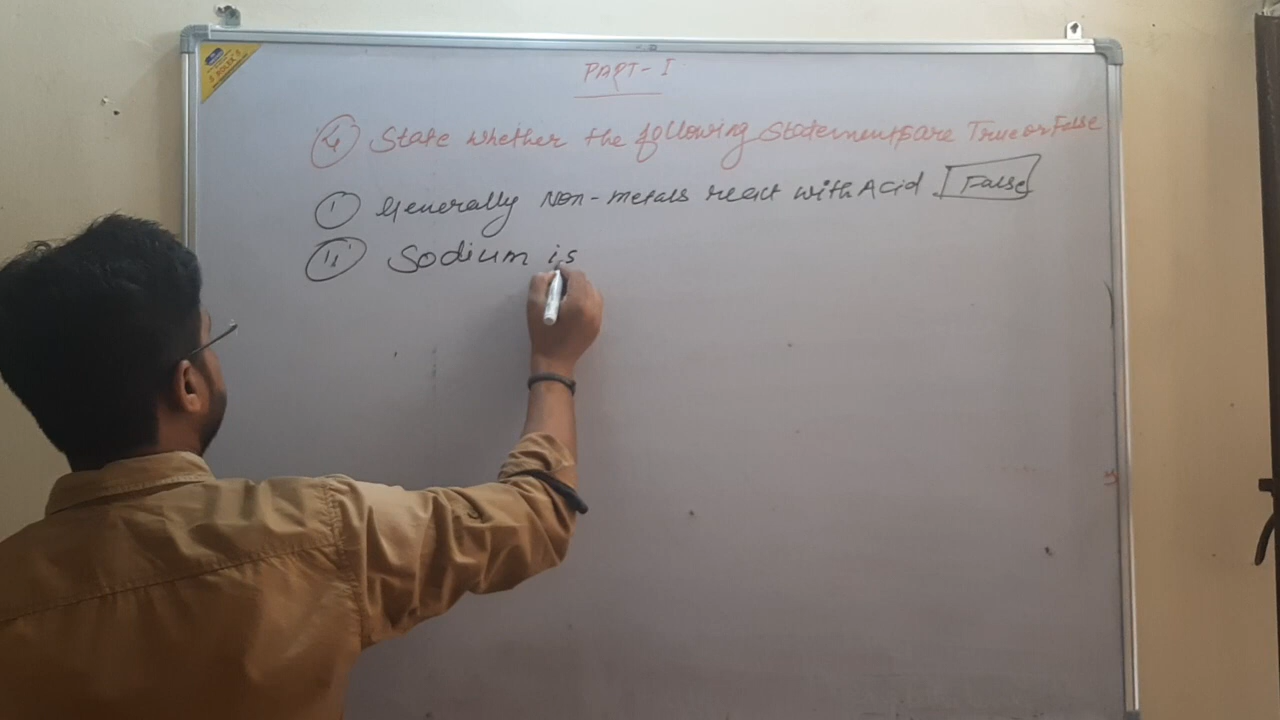 PART-I
4 State whether the following Statements are True or False
i Generally Non-metals react with Acid. False
ii Sodium is